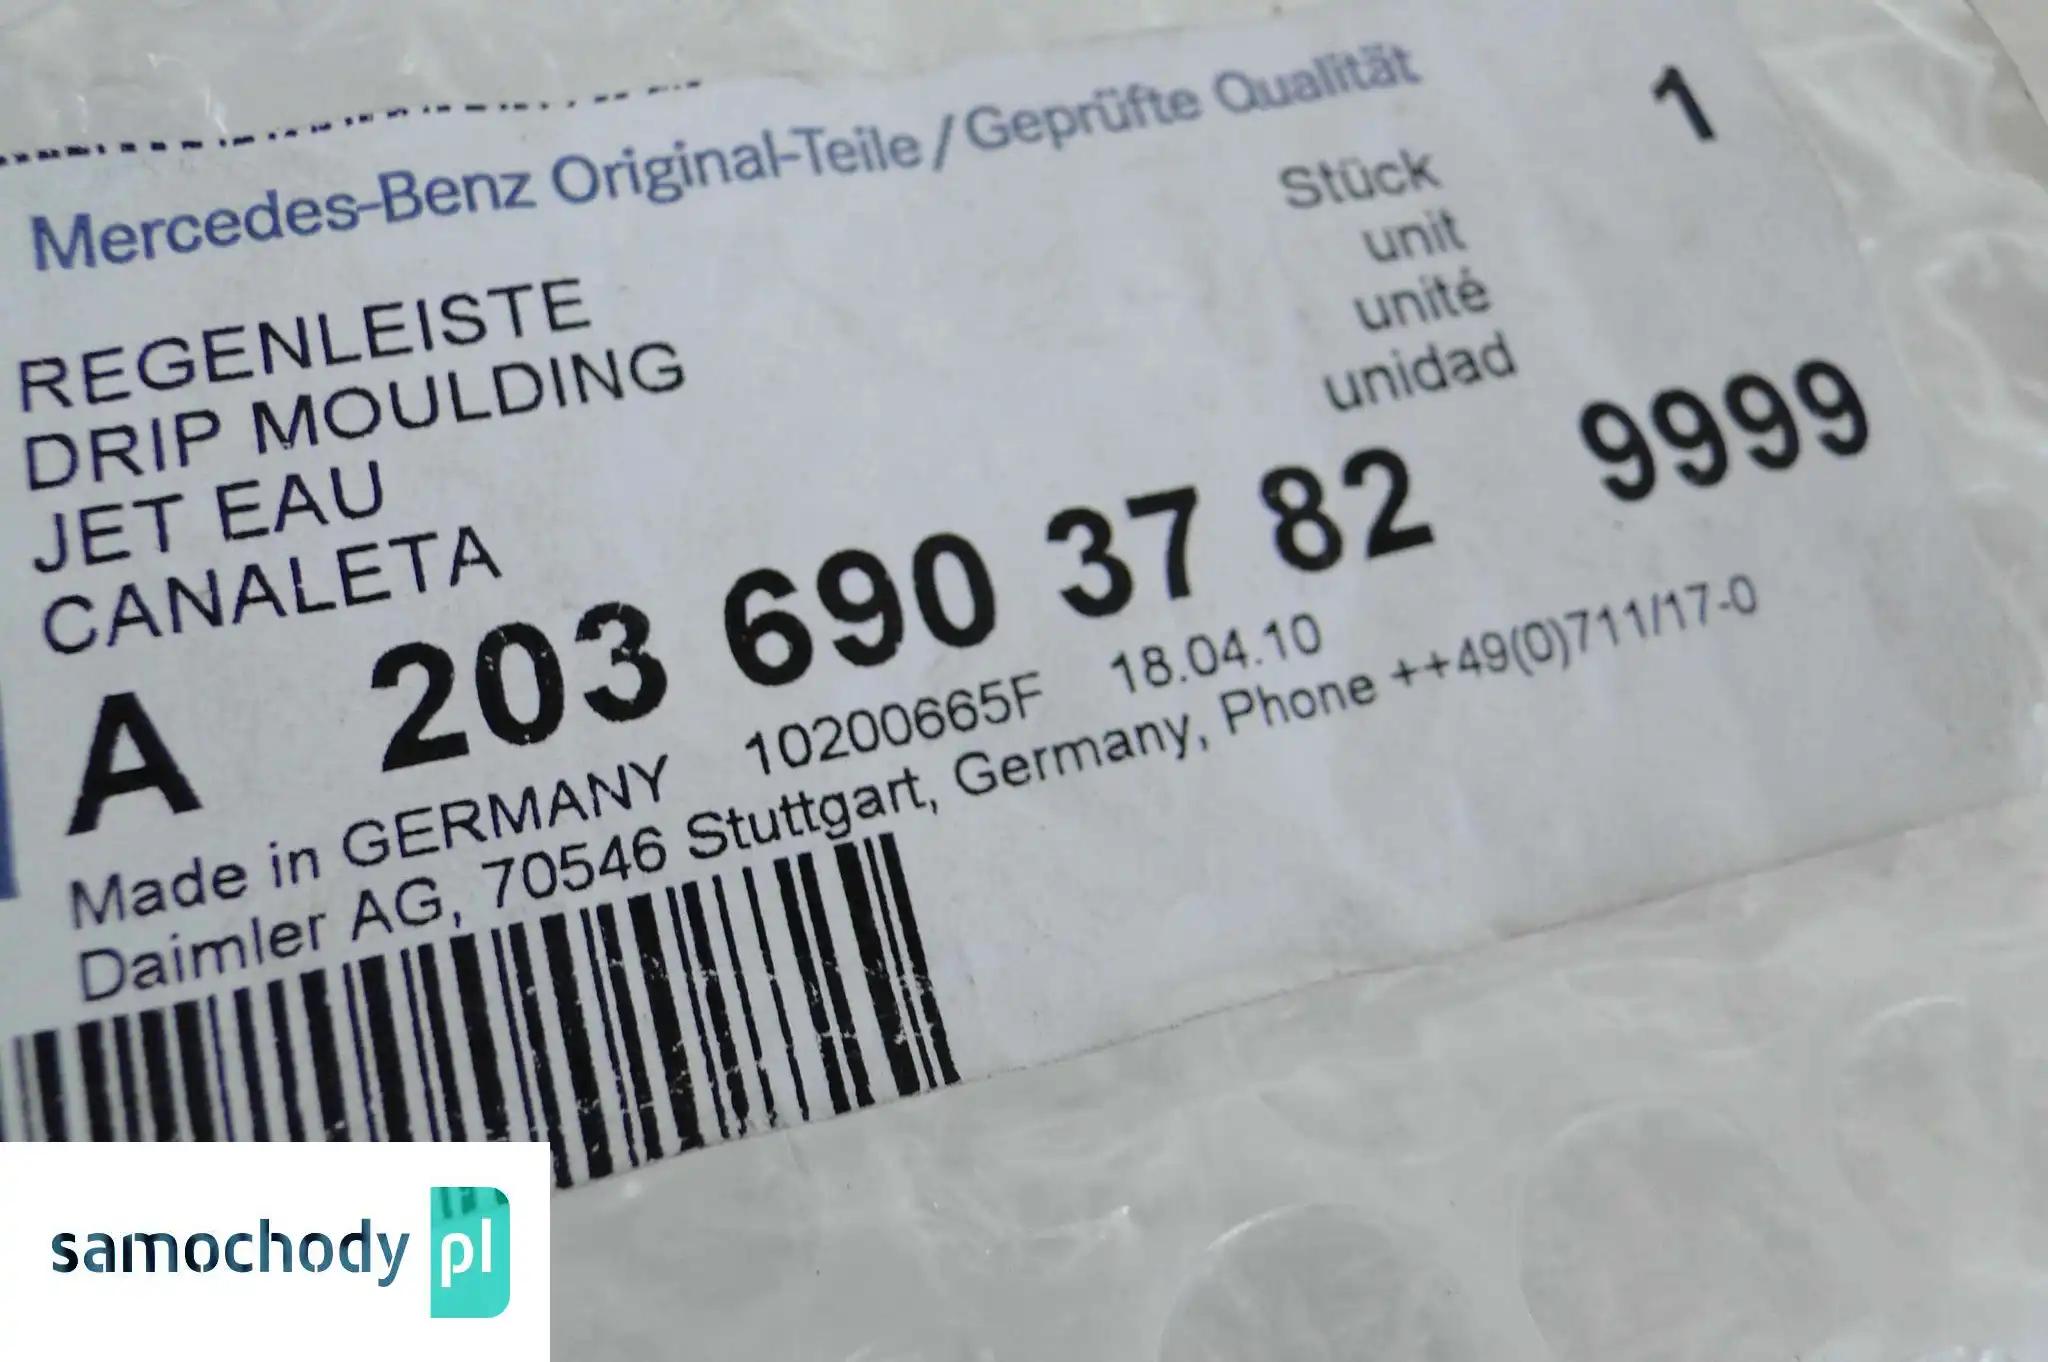 Mercedes-Benz Original-Teile / Geprüfte Qualität
REGENLEISTE
DRIP MOULDING
JET EAU
CANALETA
Stück 1
unit
unité
unidad
A 203 690 37 82 9999
Made in GERMANY 10200665F 18.04.10
Daimler AG, 70546 Stuttgart, Germany, Phone ++49(0)711/17-0
samochody pl